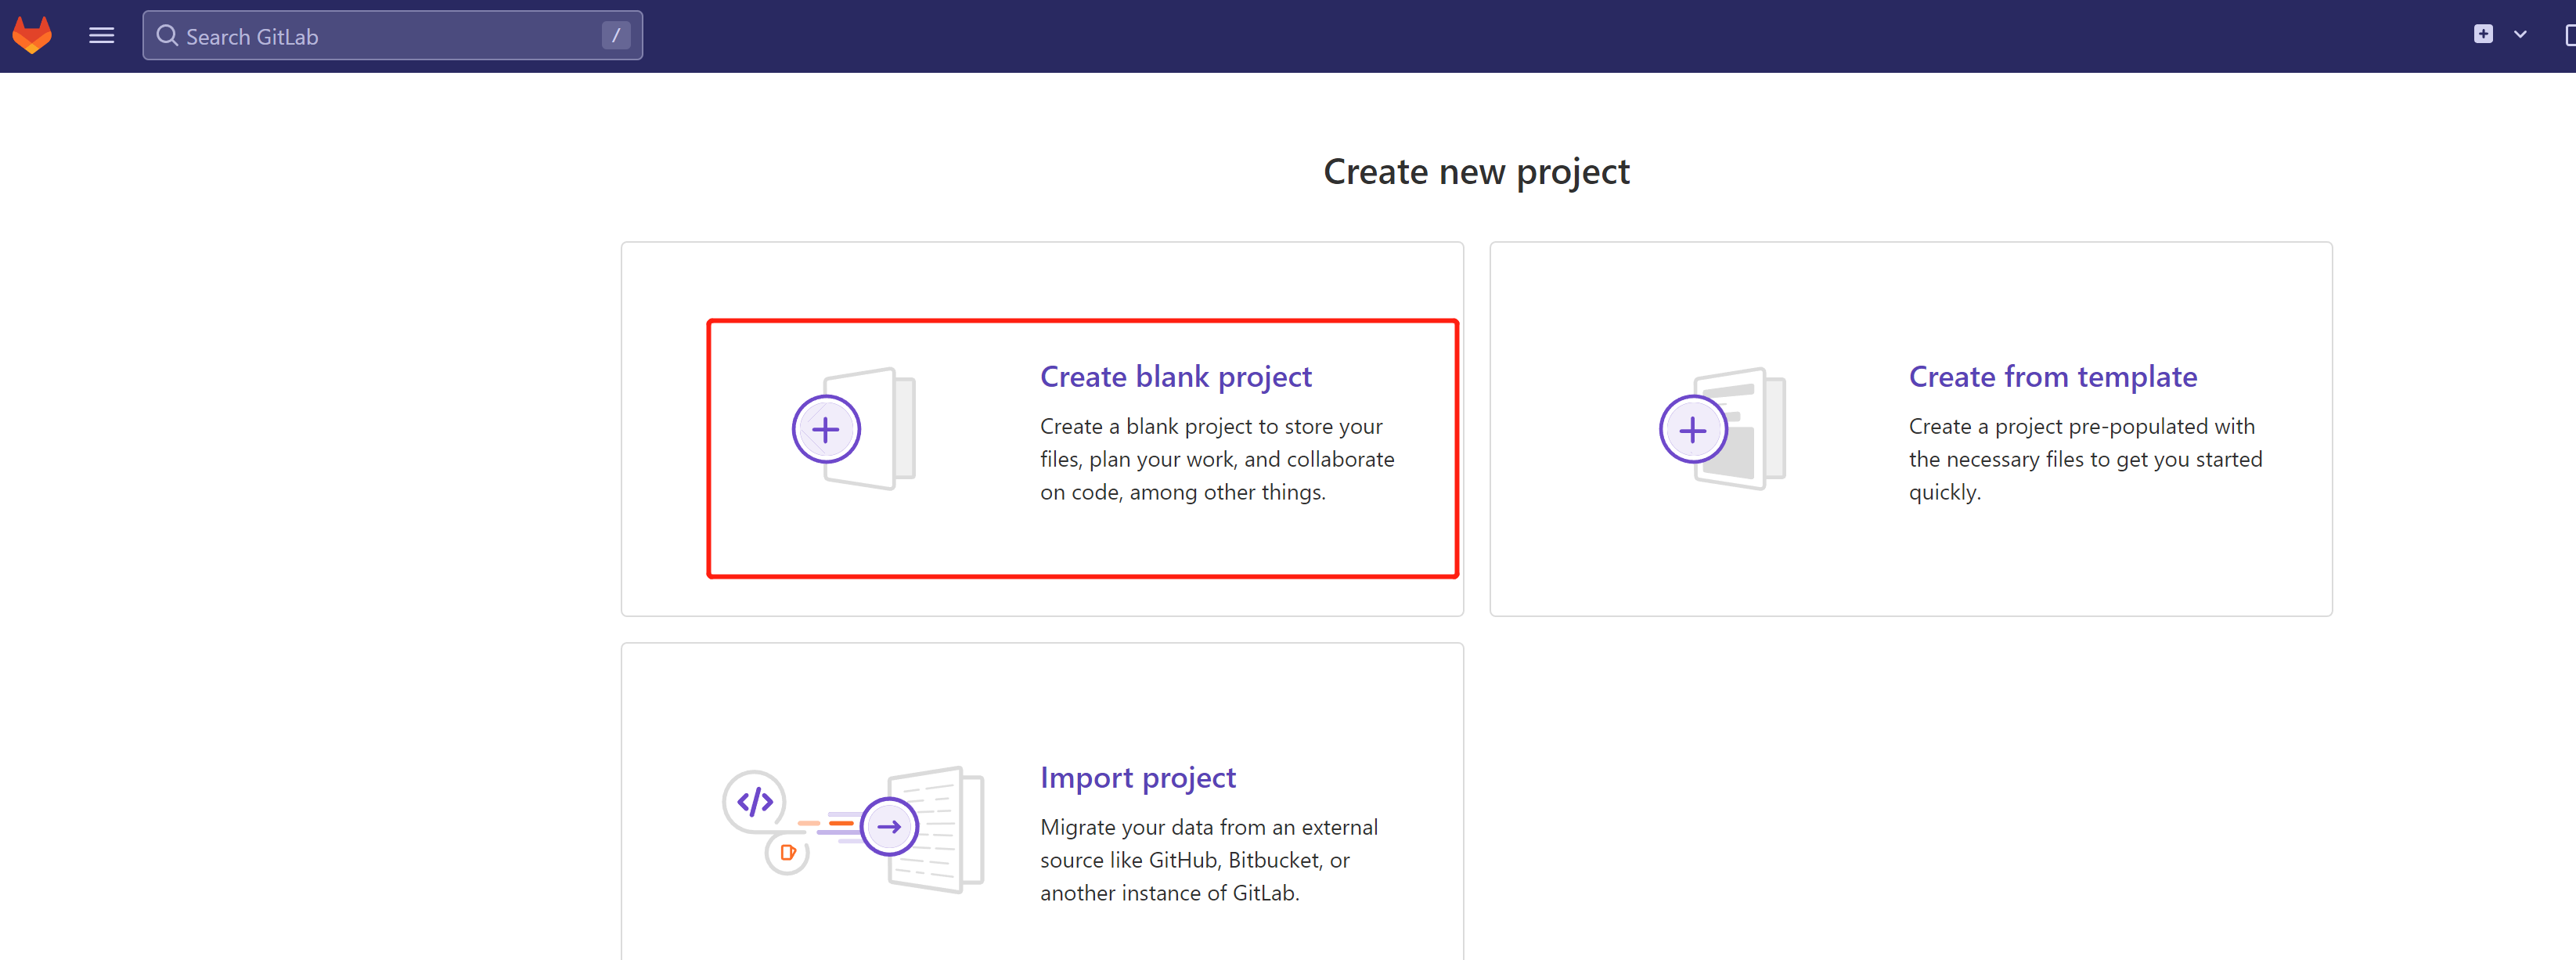 Search GitLab /
Create new project
Create blank project
Create a blank project to store your
files, plan your work, and collaborate
on code, among other things.
Create from template
Create a project pre-populated with
the necessary files to get you started
quickly.
Import project
Migrate your data from an external
source like GitHub, Bitbucket, or
another instance of GitLab.